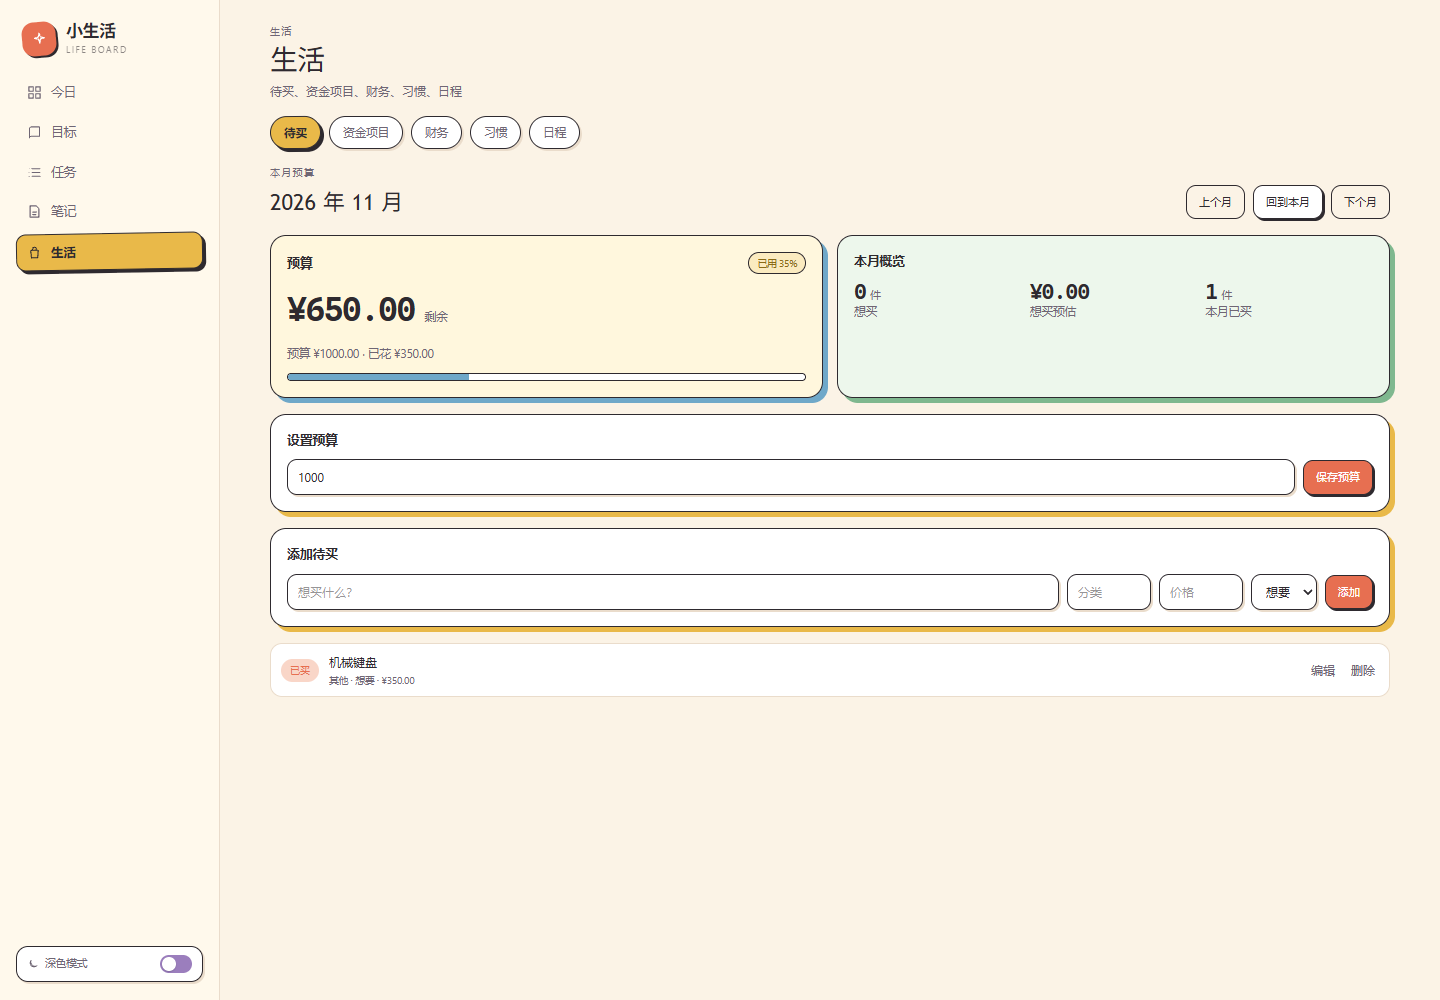 小生活
LIFE BOARD
今日
目标
任务
笔记
生活
深色模式
生活
生活
待买、资金项目、财务、习惯、日程
待买 资金项目 财务 习惯 日程
本月预算
2026 年 11 月
上个月 回到本月 下个月
预算 已用 35%
¥650.00 剩余
预算 ¥1000.00 · 已花 ¥350.00
本月概览
0 件 ¥0.00 1 件
想买 想买预估 本月已买
设置预算
1000 保存预算
添加待买
想买什么? 分类 价格 想要 添加
已买 机械键盘
其他 · 想要 · ¥350.00
编辑 删除